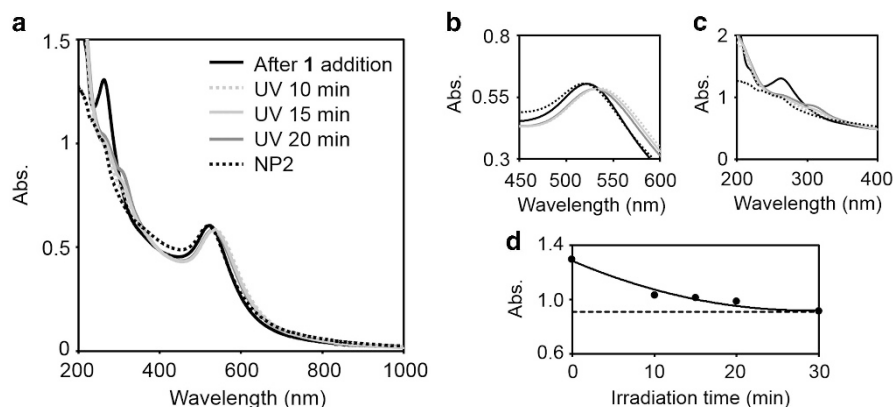 a
1.5
1
0.5
0
Abs.
200 400 600 800 1000
Wavelength (nm)
After 1 addition
UV 10 min
UV 15 min
UV 20 min
NP2
b
0.8
0.55
0.3
Abs.
450 500 550 600
Wavelength (nm)
c
2
1
0
Abs.
200 300 400
Wavelength (nm)
d
1.4
1.0
0.6
Abs.
0 10 20 30
Irradiation time (min)